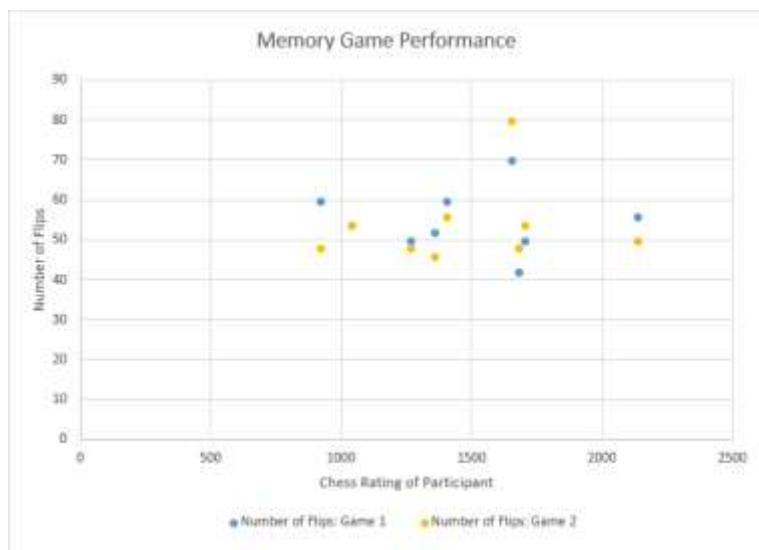 Memory Game Performance
90
80
70
60
50
40
30
20
10
0
Number of Flips
0 500 1000 1500 2000 2500
Chess Rating of Participant
Number of Flips: Game 1 Number of Flips: Game 2